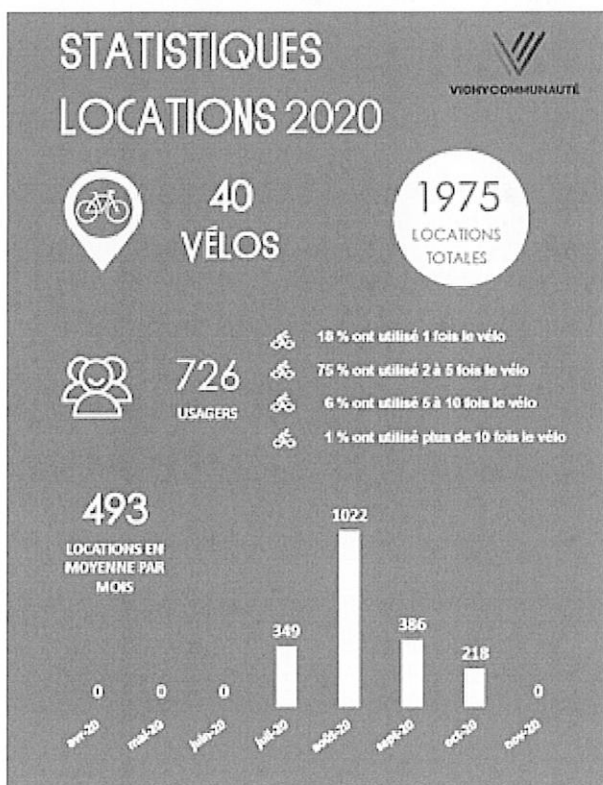 STATISTIQUES
LOCATIONS 2020
VICHYCOMMUNAUTÉ
40
VÉLOS
1975
LOCATIONS
TOTALES
726
USAGERS
18 % ont utilisé 1 fois le vélo
75 % ont utilisé 2 à 5 fois le vélo
6 % ont utilisé 5 à 10 fois le vélo
1 % ont utilisé plus de 10 fois le vélo
493
LOCATIONS EN
MOYENNE PAR
MOIS
0 0 0 349 1022 386 218 0
avr-20 mai-20 juin-20 juil-20 août-20 sept-20 oct-20 nov-20